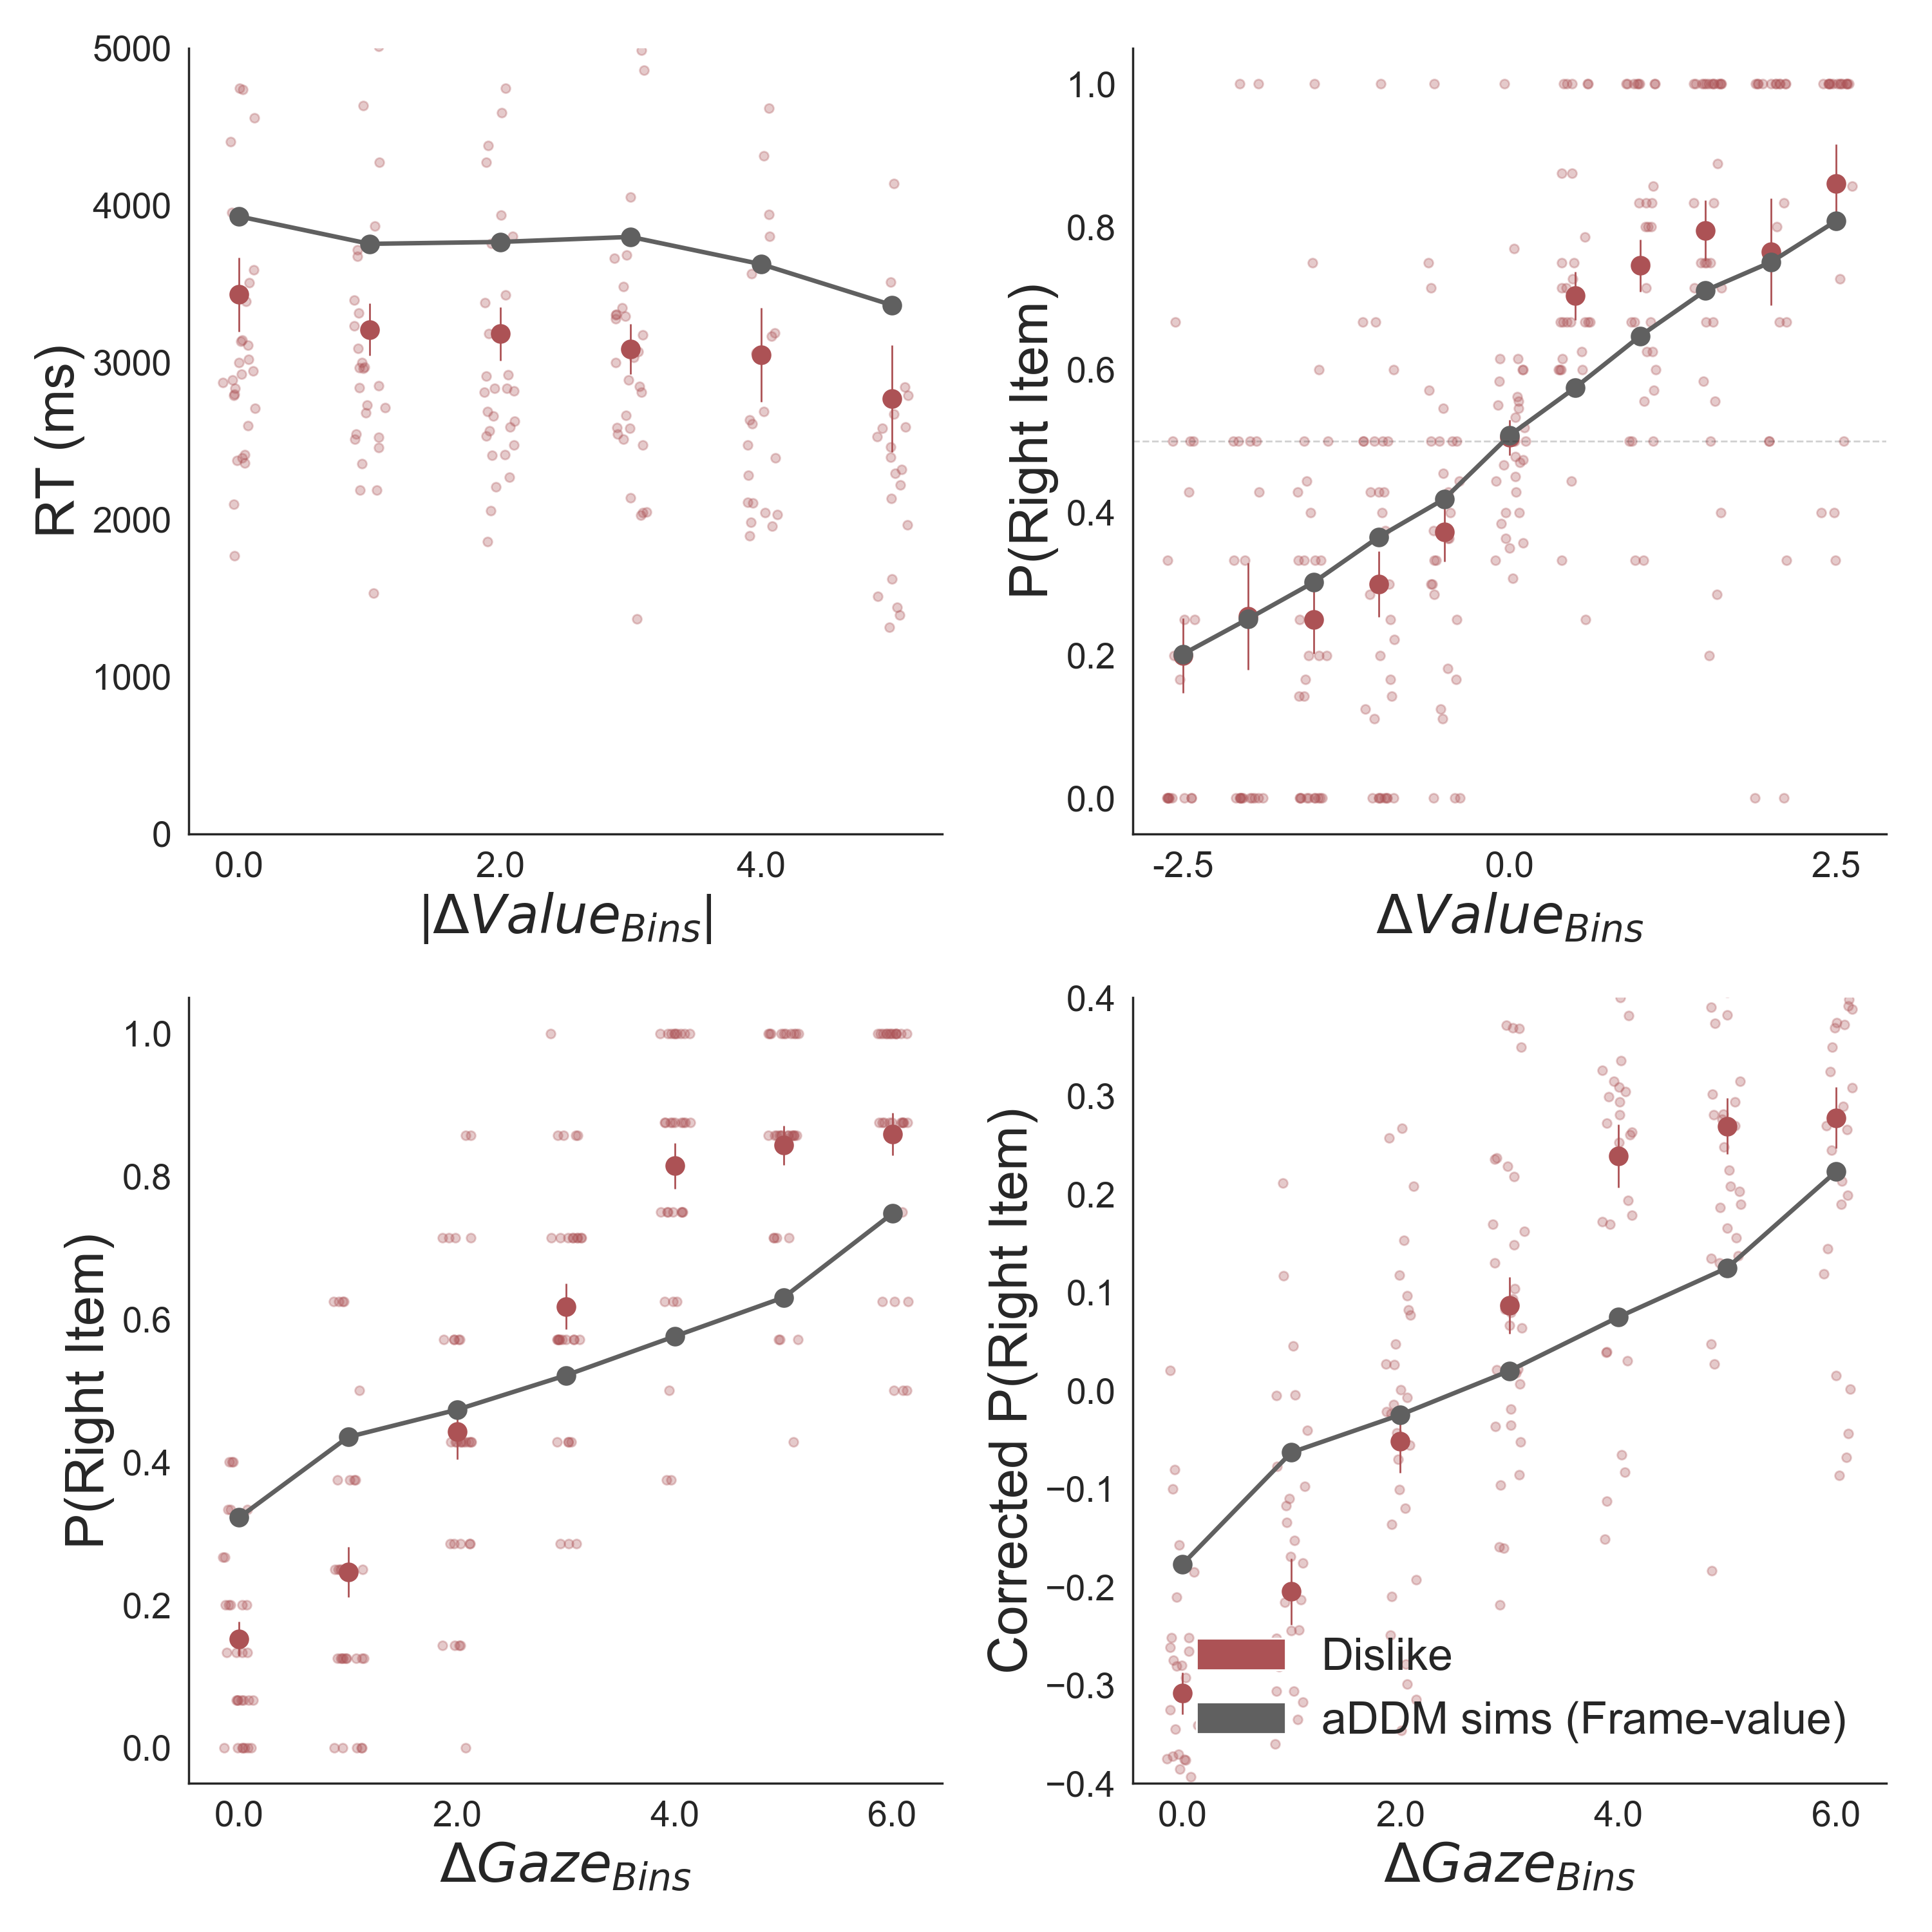 5000
4000
3000
2000
1000
0
RT (ms)
0.0 2.0 4.0
|ΔValue_Bins|
1.0
0.8
0.6
0.4
0.2
0.0
P(Right Item)
-2.5 0.0 2.5
ΔValue_Bins
1.0
0.8
0.6
0.4
0.2
0.0
P(Right Item)
0.0 2.0 4.0 6.0
ΔGaze_Bins
0.4
0.3
0.2
0.1
0.0
−0.1
−0.2
−0.3
−0.4
Corrected P(Right Item)
Dislike
aDDM sims (Frame-value)
0.0 2.0 4.0 6.0
ΔGaze_Bins